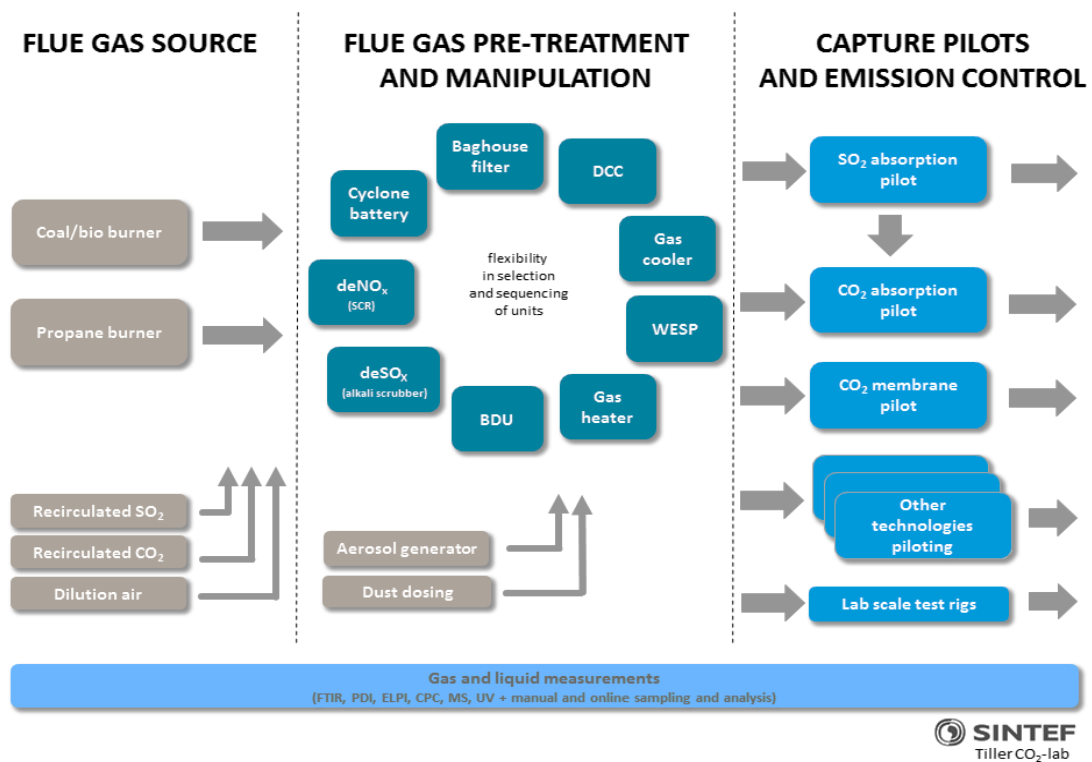 FLUE GAS SOURCE
FLUE GAS PRE-TREATMENT
AND MANIPULATION
CAPTURE PILOTS
AND EMISSION CONTROL
Coal/bio burner
Propane burner
Recirculated SO₂
Recirculated CO₂
Dilution air
Baghouse
filter
DCC
Cyclone
battery
Gas
cooler
deNOₓ
(SCR)
WESP
deSOₓ
(alkali scrubber)
BDU
Gas
heater
flexibility
in selection
and sequencing
of units
Aerosol generator
Dust dosing
SO₂ absorption
pilot
CO₂ absorption
pilot
CO₂ membrane
pilot
Other
technologies
piloting
Lab scale test rigs
Gas and liquid measurements
(FTIR, PDI, ELPI, CPC, MS, UV + manual and online sampling and analysis)
SINTEF
Tiller CO₂-lab